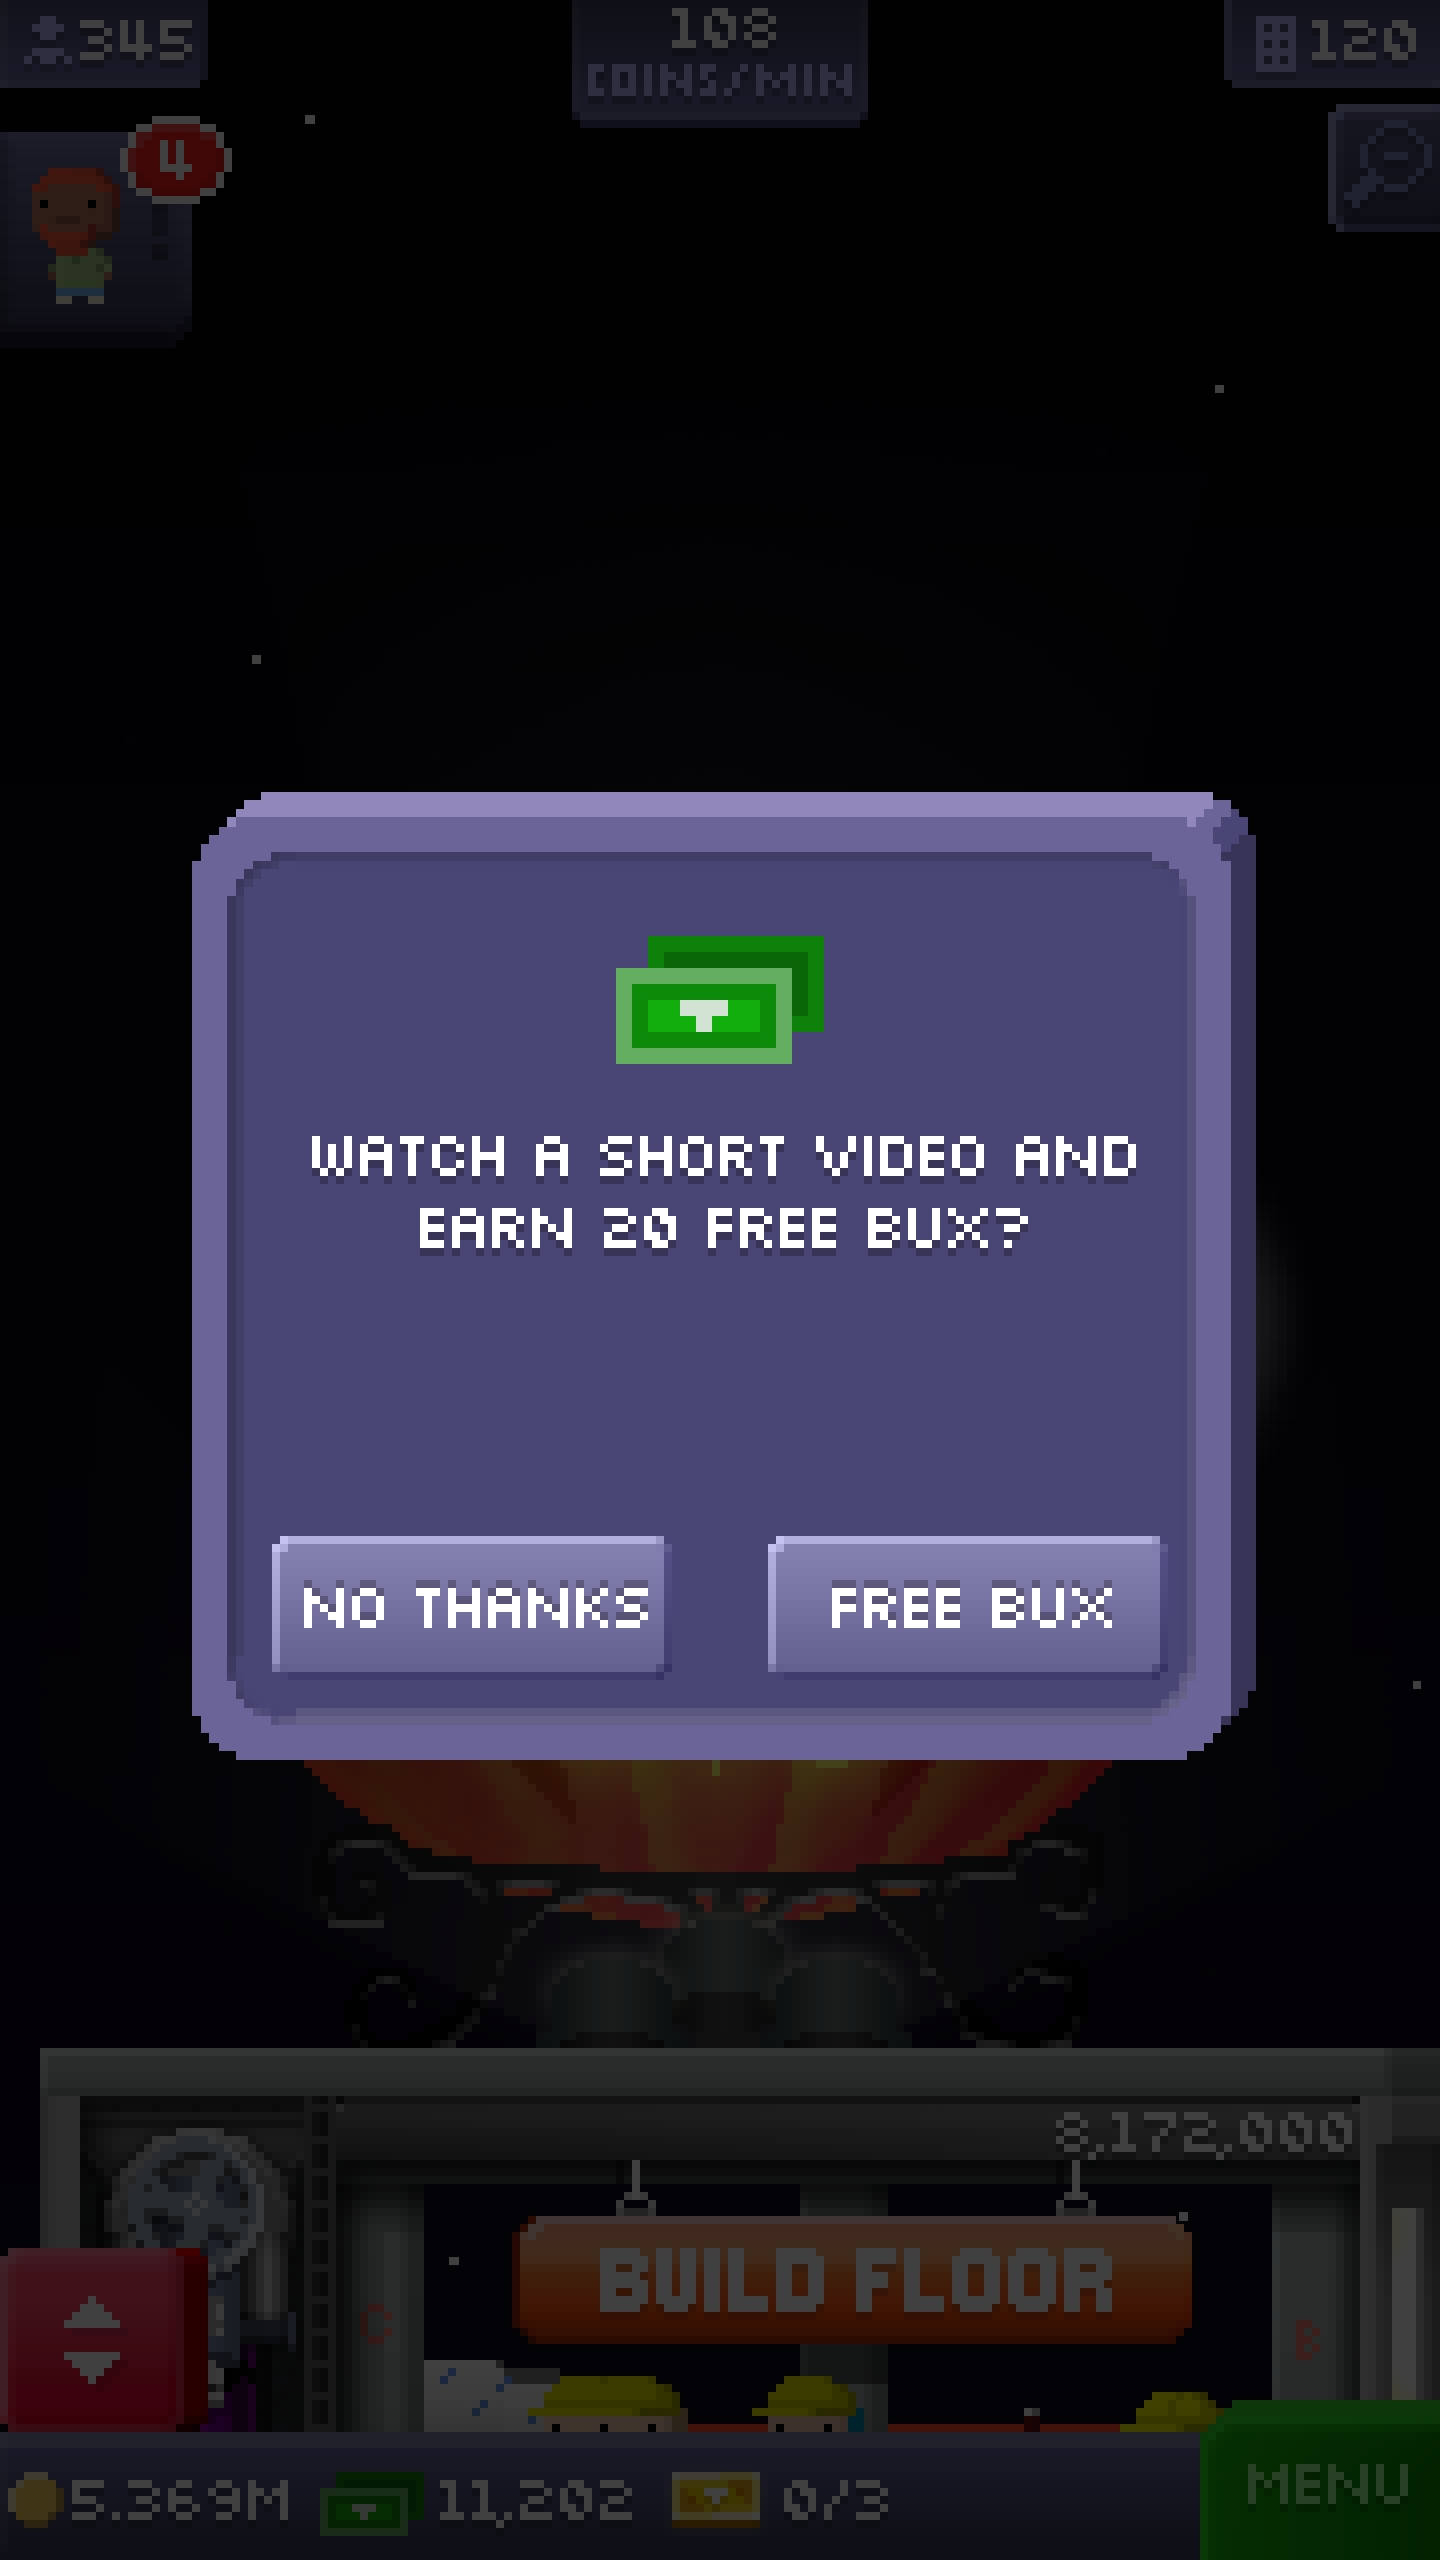 345
108
COINS/MIN
120
4
WATCH A SHORT VIDEO AND
EARN 20 FREE BUX?
NO THANKS
FREE BUX
8,172,000
BUILD FLOOR
C
B
5.369M
11,202
0/3
MENU